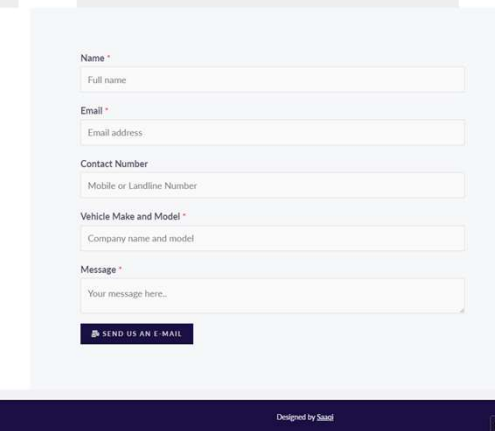 Name *
Full name
Email *
Email address
Contact Number
Mobile or Landline Number
Vehicle Make and Model *
Company name and model
Message *
Your message here..
SEND US AN E-MAIL
Designed by Saaqi